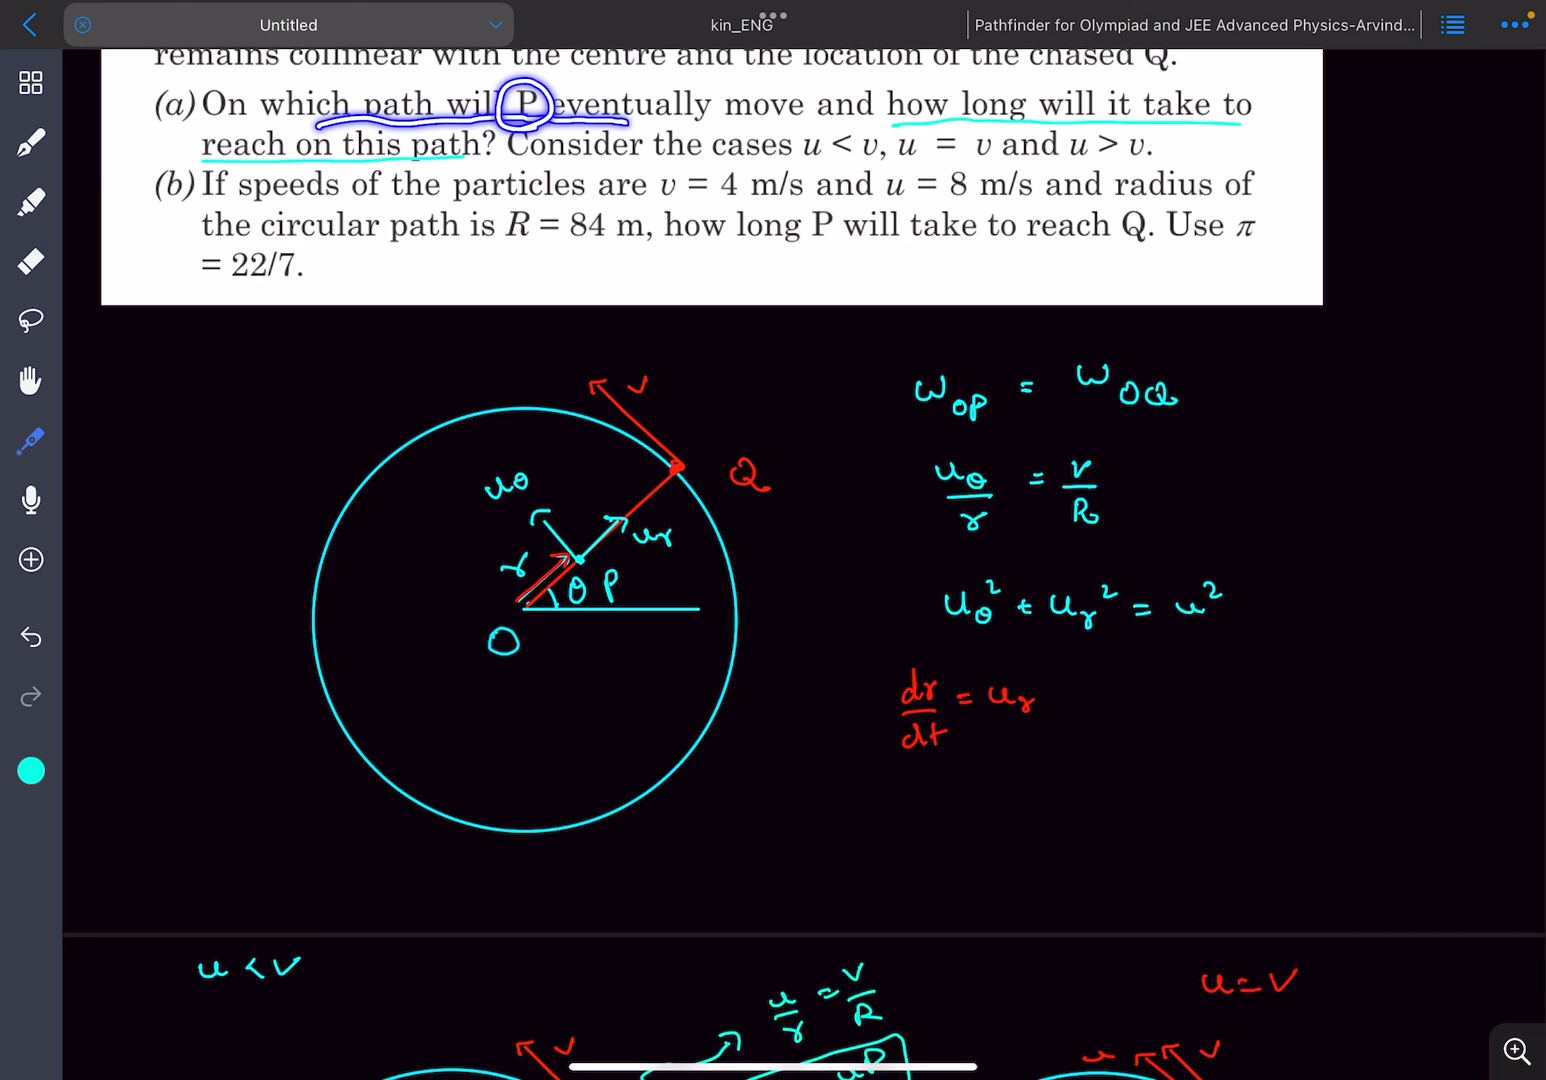 Untitled
kin_ENG
Pathfinder for Olympiad and JEE Advanced Physics-Arvind...
remains collinear with the centre and the location of the chased Q.
(a) On which path will P eventually move and how long will it take to
reach on this path? Consider the cases u < v, u = v and u > v.
(b) If speeds of the particles are v = 4 m/s and u = 8 m/s and radius of
the circular path is R = 84 m, how long P will take to reach Q. Use π
= 22/7.
v
Q
uθ
ur
r
θ P
O
ω_OP = ω_OQ
uθ/r = v/R
uθ² + ur² = u²
dr/dt = ur
u < v
u/r = v/R
u = v
v
uR
u
v